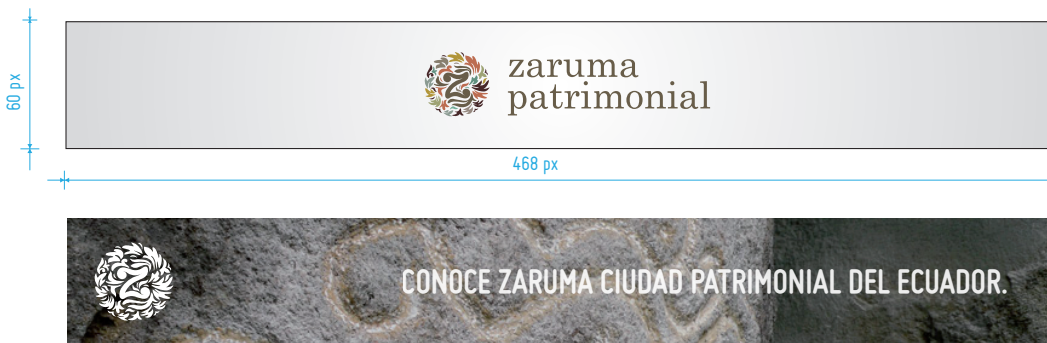 60 px
zaruma
patrimonial
468 px
CONOCE ZARUMA CIUDAD PATRIMONIAL DEL ECUADOR.